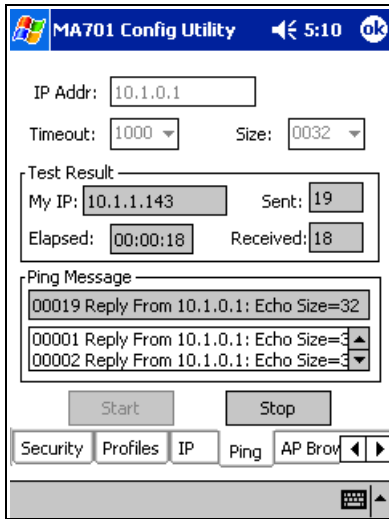 MA701 Config Utility 5:10 ok
IP Addr: 10.1.0.1
Timeout: 1000 Size: 0032
Test Result
My IP: 10.1.1.143 Sent: 19
Elapsed: 00:00:18 Received: 18
Ping Message
00019 Reply From 10.1.0.1: Echo Size=32
00001 Reply From 10.1.0.1: Echo Size=3
00002 Reply From 10.1.0.1: Echo Size=3
Start Stop
Security Profiles IP Ping AP Brow